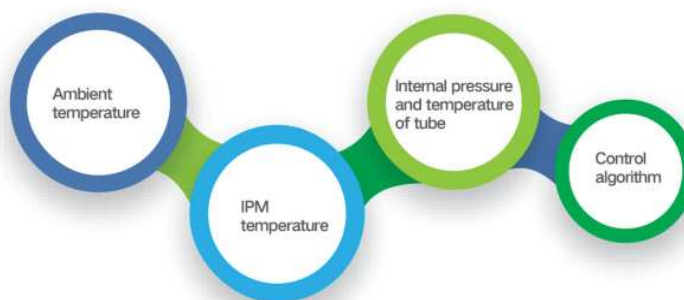 Ambient
temperature
IPM
temperature
Internal pressure
and temperature
of tube
Control
algorithm